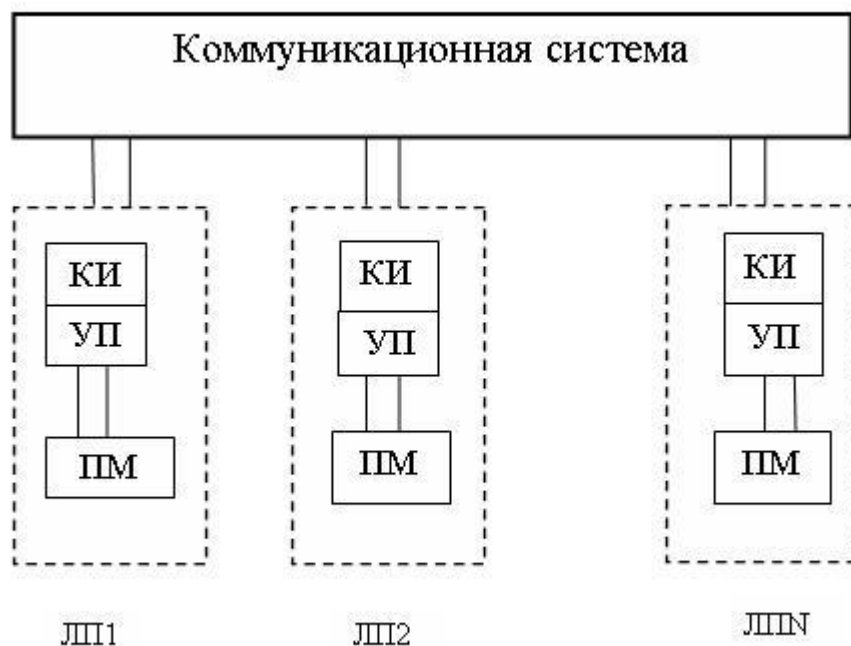 Коммуникационная система
КИ
УП
ПМ
КИ
УП
ПМ
КИ
УП
ПМ
ЛП1
ЛП2
ЛПN